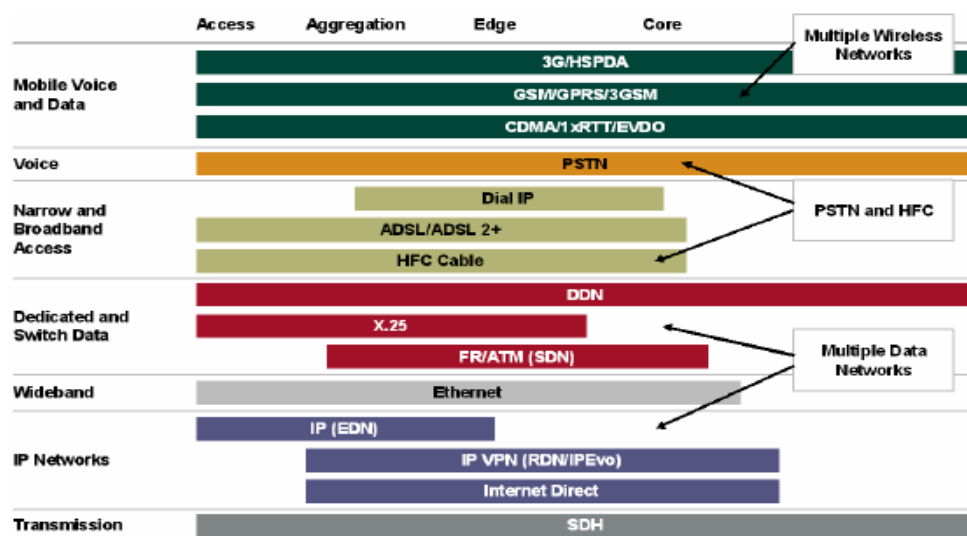 Access Aggregation Edge Core
Multiple Wireless
Networks
Mobile Voice
and Data
3G/HSPDA
GSM/GPRS/3GSM
CDMA/1xRTT/EVDO
Voice
PSTN
Narrow and
Broadband
Access
Dial IP
ADSL/ADSL 2+
HFC Cable
PSTN and HFC
Dedicated and
Switch Data
DDN
X.25
FR/ATM (SDN)
Multiple Data
Networks
Wideband
Ethernet
IP Networks
IP (EDN)
IP VPN (RDN/IPEvo)
Internet Direct
Transmission
SDH